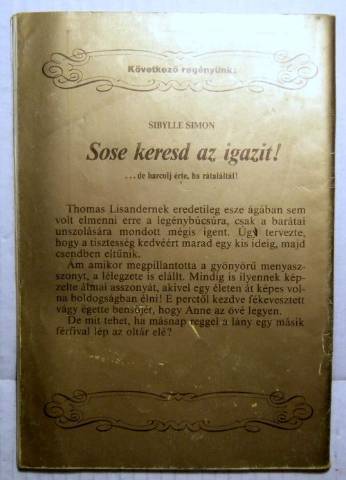 Következő regényünk:
SIBYLLE SIMON
Sose keresd az igazit!
...de harcolj érte, ha rátaláltál!
Thomas Lisandernek eredetileg esze ágában sem
volt elmenni erre a legénybúcsúra, csak a barátai
unszolására mondott mégis igent. Úgy tervezte,
hogy a tisztesség kedvéért marad egy kis ideig, majd
csendben eltűnik.
Ám amikor megpillantotta a gyönyörű menyasz-
szonyt, a lélegzete is elállt. Mindig is ilyennek kép-
zelte álmai asszonyát, akivel egy életen át képes vol-
na boldogságban élni! E perctől kezdve fékevesztett
vágy égette bensőjét, hogy Anne az övé legyen.
De mit tehet, ha másnap reggel a lány egy másik
férfival lép az oltár elé?